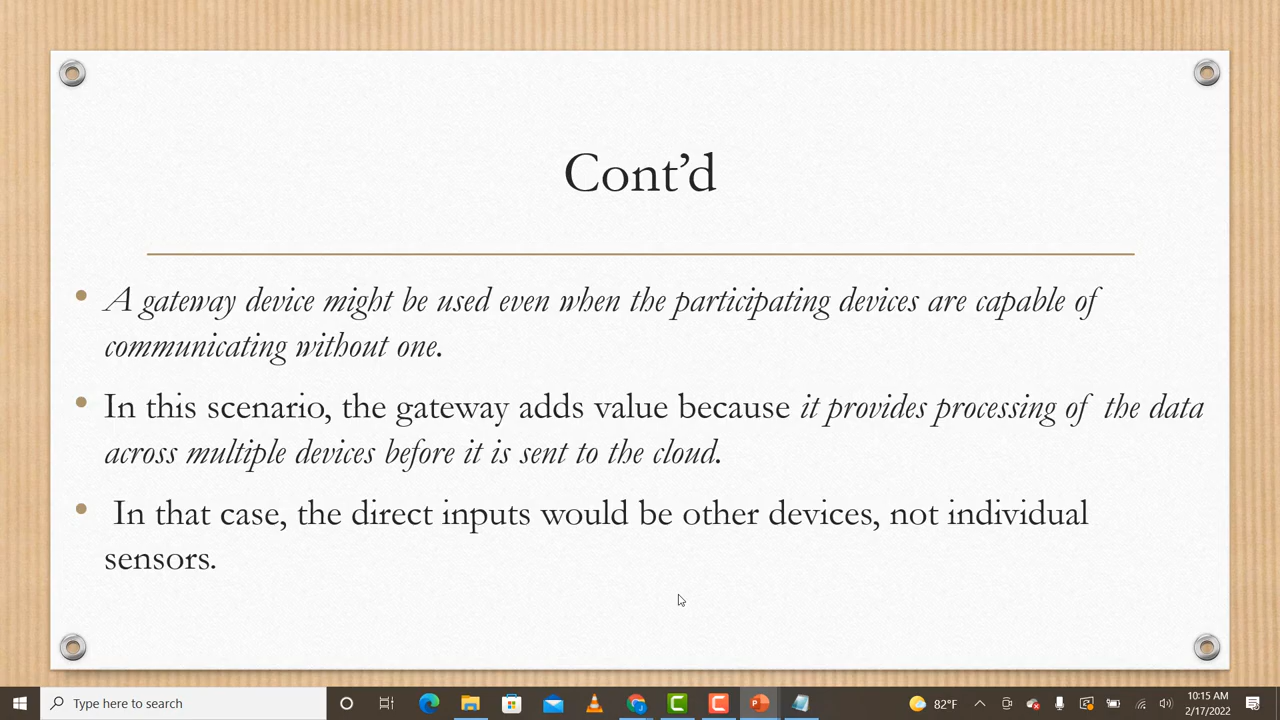 Cont’d
A gateway device might be used even when the participating devices are capable of
communicating without one.
In this scenario, the gateway adds value because it provides processing of the data
across multiple devices before it is sent to the cloud.
In that case, the direct inputs would be other devices, not individual
sensors.
Type here to search
82°F
10:15 AM
2/17/2022